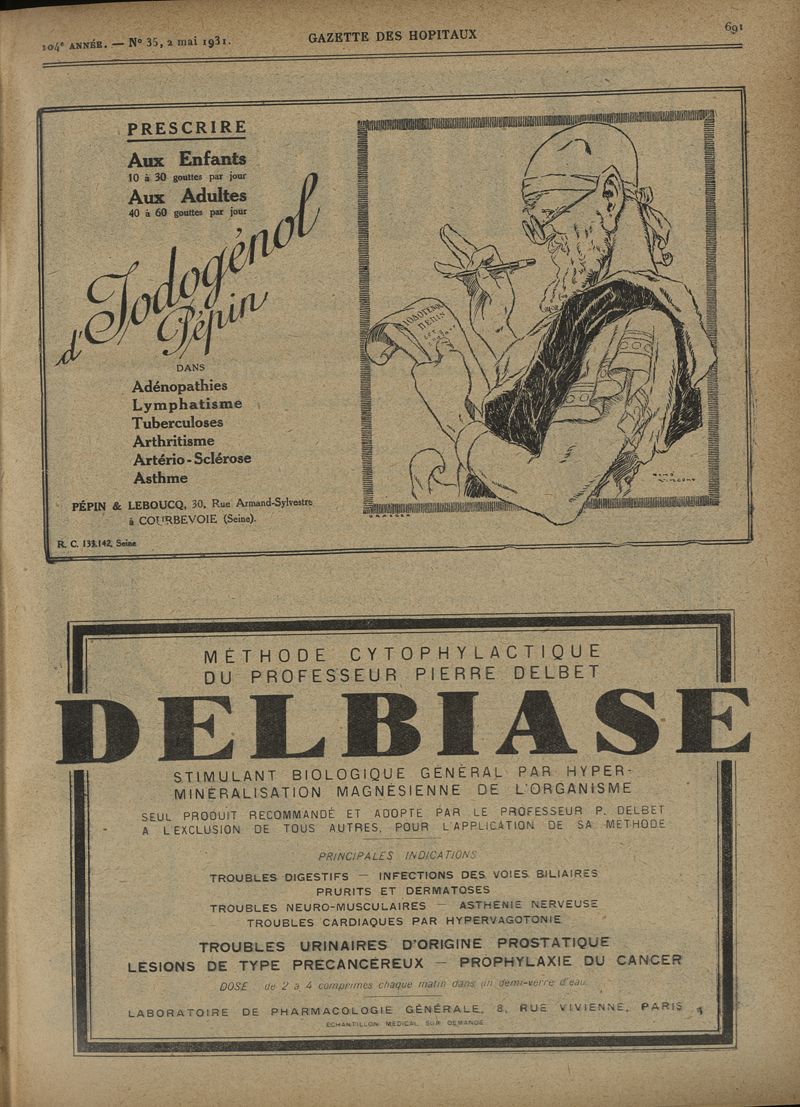 104e ANNÉE. — N° 35, 2 mai 1931.
GAZETTE DES HOPITAUX
691
PRESCRIRE
Aux Enfants
10 à 30 gouttes par jour
Aux Adultes
40 à 60 gouttes par jour
d'Iodogénol
Pépin
DANS
Adénopathies
Lymphatisme
Tuberculoses
Arthritisme
Artério-Sclérose
Asthme
PÉPIN & LEBOUCQ, 30, Rue Armand-Sylvestre
à COURBEVOIE (Seine).
R. C. Seine
IODOGENOL
PEPIN
RENÉ
VINCENT
MÉTHODE CYTOPHYLACTIQUE
DU PROFESSEUR PIERRE DELBET
DELBIASE
STIMULANT BIOLOGIQUE GÉNÉRAL PAR HYPER-
MINÉRALISATION MAGNÉSIENNE DE L'ORGANISME
SEUL PRODUIT RECOMMANDÉ ET ADOPTÉ PAR LE PROFESSEUR P. DELBET
A L'EXCLUSION DE TOUS AUTRES, POUR L'APPLICATION DE SA MÉTHODE
PRINCIPALES INDICATIONS
TROUBLES DIGESTIFS — INFECTIONS DES VOIES BILIAIRES
PRURITS ET DERMATOSES
TROUBLES NEURO-MUSCULAIRES — ASTHÉNIE NERVEUSE
TROUBLES CARDIAQUES PAR HYPERVAGOTONIE
TROUBLES URINAIRES D'ORIGINE PROSTATIQUE
LÉSIONS DE TYPE PRÉCANCÉREUX — PROPHYLAXIE DU CANCER
DOSE de 2 à 4 comprimés chaque matin dans un demi-verre d'eau.
LABORATOIRE DE PHARMACOLOGIE GÉNÉRALE, 8, RUE VIVIENNE, PARIS
ÉCHANTILLON MÉDICAL SUR DEMANDE